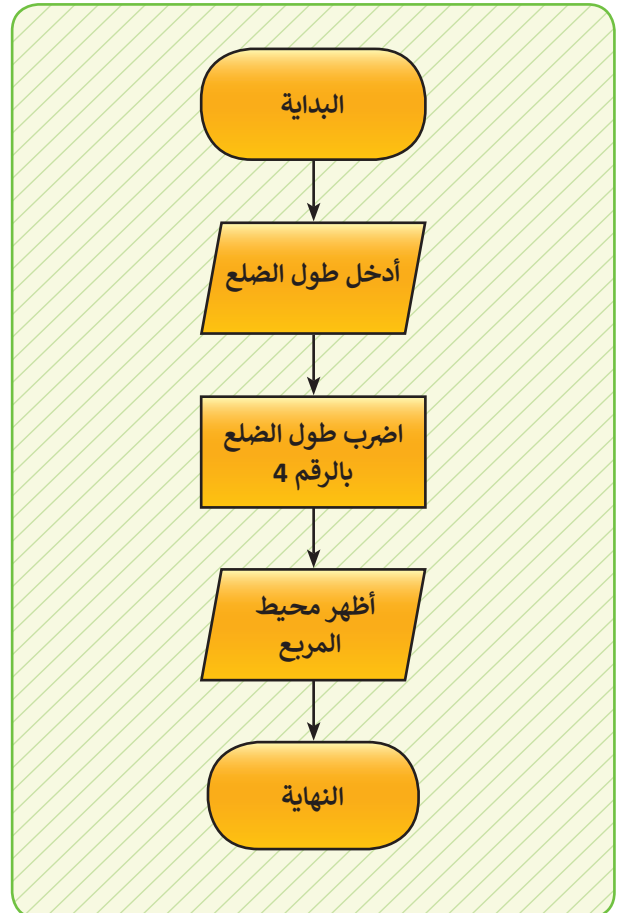 البداية
أدخل طول الضلع
اضرب طول الضلع
بالرقم 4
أظهر محيط
المربع
النهاية